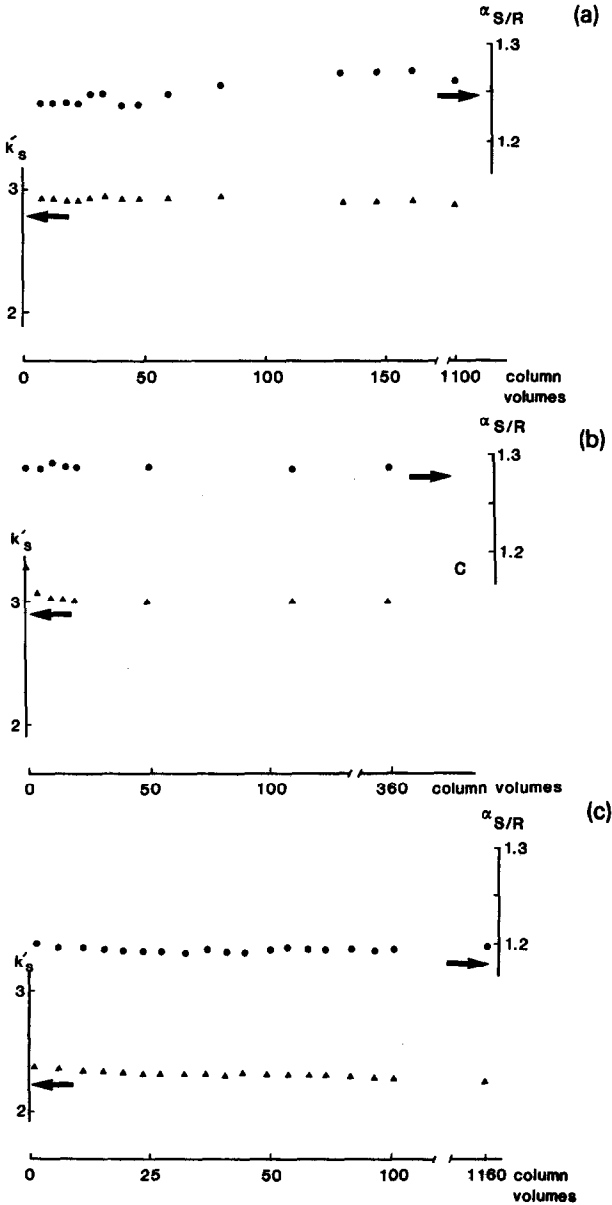 (a)
α S/R
1.3
1.2
k´s
3
2
0 50 100 150 1100 column
volumes
(b)
α S/R
1.3
1.2
C
k´s
3
2
0 50 100 360 column volumes
(c)
α S/R
1.3
1.2
k´s
3
2
0 25 50 100 1160 column
volumes